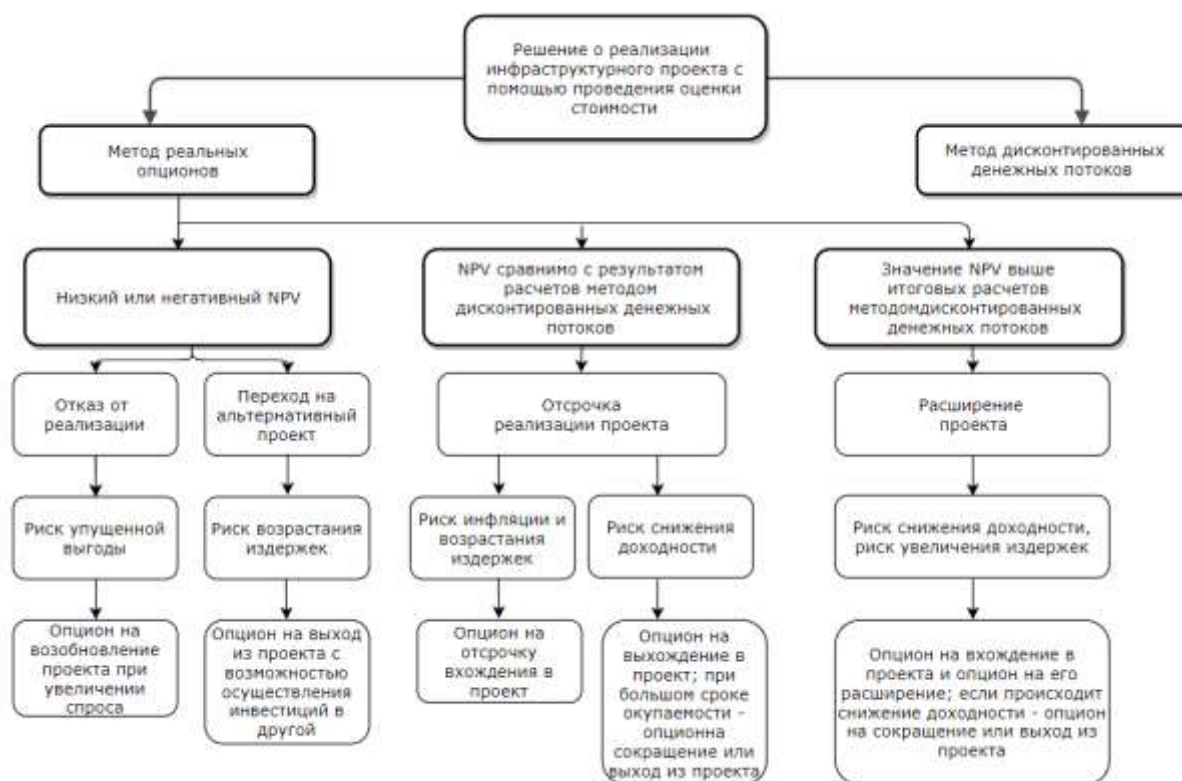 Решение о реализации
инфраструктурного проекта с
помощью проведения оценки
стоимости
Метод реальных
опционов
Метод дисконтированных
денежных потоков
Низкий или негативный NPV
NPV сравнимо с результатом
расчетов методом
дисконтированных денежных
потоков
Значение NPV выше
итоговых расчетов
методомдисконтированных
денежных потоков
Отказ от
реализации
Переход на
альтернативный
проект
Отсрочка
реализации проекта
Расширение
проекта
Риск упущенной
выгоды
Риск возрастания
издержек
Риск инфляции и
возрастания
издержек
Риск снижения
доходности
Риск снижения доходности,
риск увеличения издержек
Опцион на
возобновление
проекта при
увеличении
спроса
Опцион на выход
из проекта с
возможностью
осуществления
инвестиций в
другой
Опцион на
отсрочку
вхождения в
проект
Опцион на
выхождение в
проект; при
большом сроке
окупаемости -
опционна
сокращение или
выход из проекта
Опцион на вхождение в
проекта и опцион на его
расширение; если происходит
снижение доходности - опцион
на сокращение или выход из
проекта